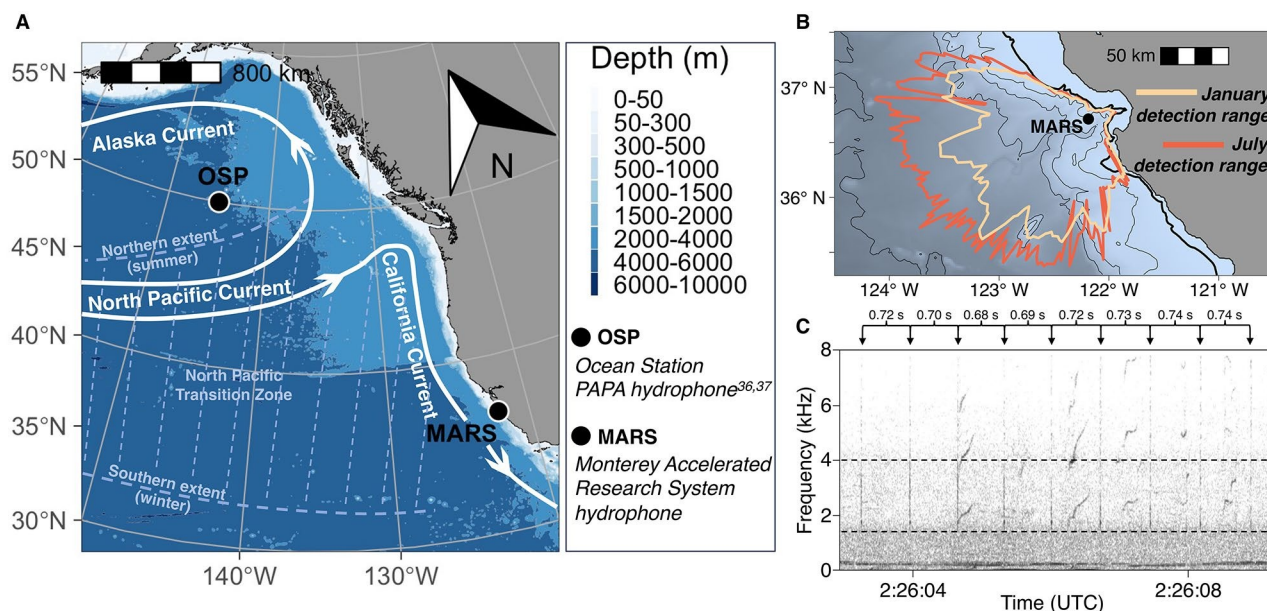 A
55°N
50°N
45°N
40°N
35°N
30°N
140°W
130°W
800 km
N
Alaska Current
OSP
Northern extent
(summer)
North Pacific Current
California Current
North Pacific
Transition Zone
MARS
Southern extent
(winter)
Depth (m)
0-50
50-300
300-500
500-1000
1000-1500
1500-2000
2000-4000
4000-6000
6000-10000
OSP
Ocean Station
PAPA hydrophone36,37
MARS
Monterey Accelerated
Research System
hydrophone
B
50 km
37° N
36° N
January
detection range
MARS
July
detection range
124° W
123° W
122° W
121° W
C
0.72 s
0.70 s
0.68 s
0.69 s
0.72 s
0.73 s
0.74 s
0.74 s
8
6
4
2
0
Frequency (kHz)
2:26:04
2:26:08
Time (UTC)